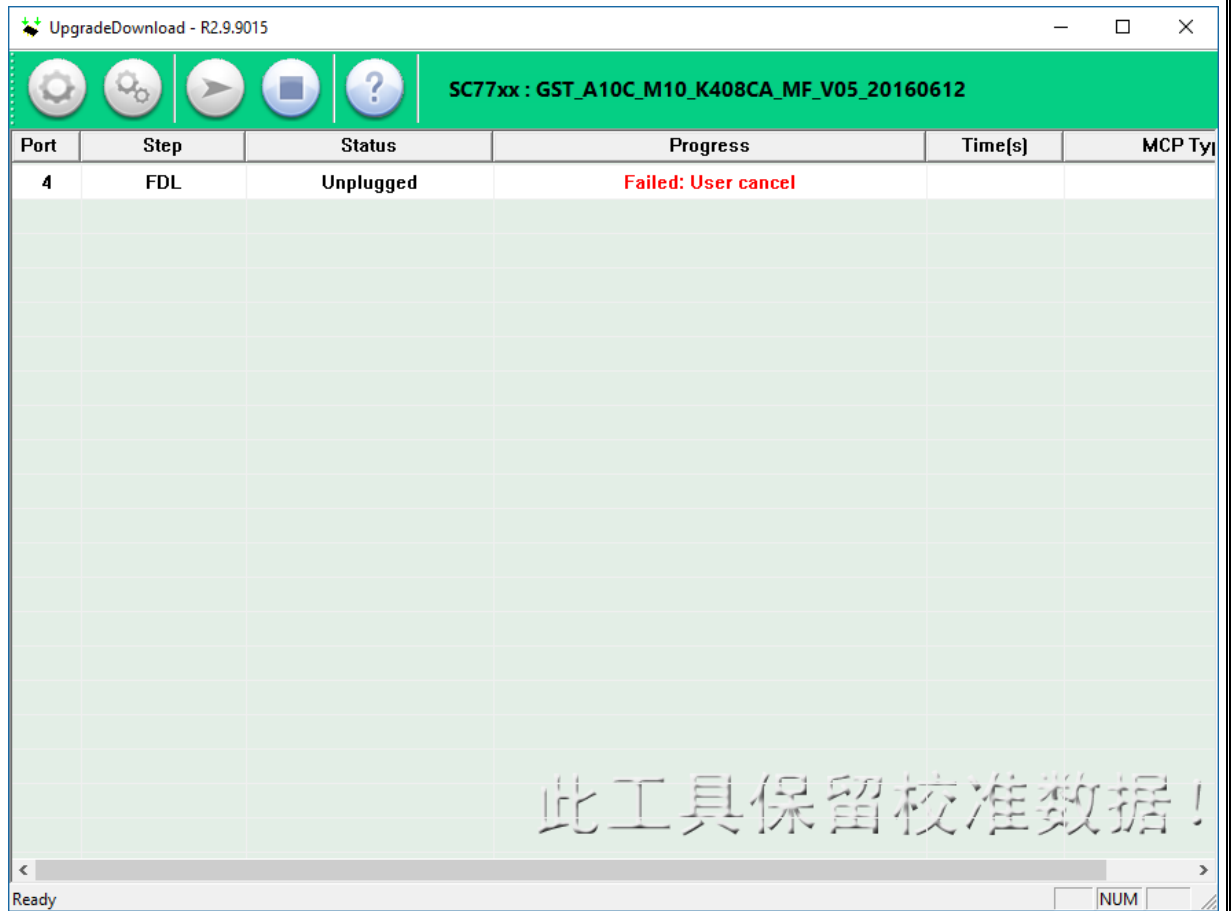 UpgradeDownload - R2.9.9015
SC77xx : GST_A10C_M10_K408CA_MF_V05_20160612
Port Step Status Progress Time(s) MCP Typ
4 FDL Unplugged Failed: User cancel
此工具保留校准数据！
Ready NUM